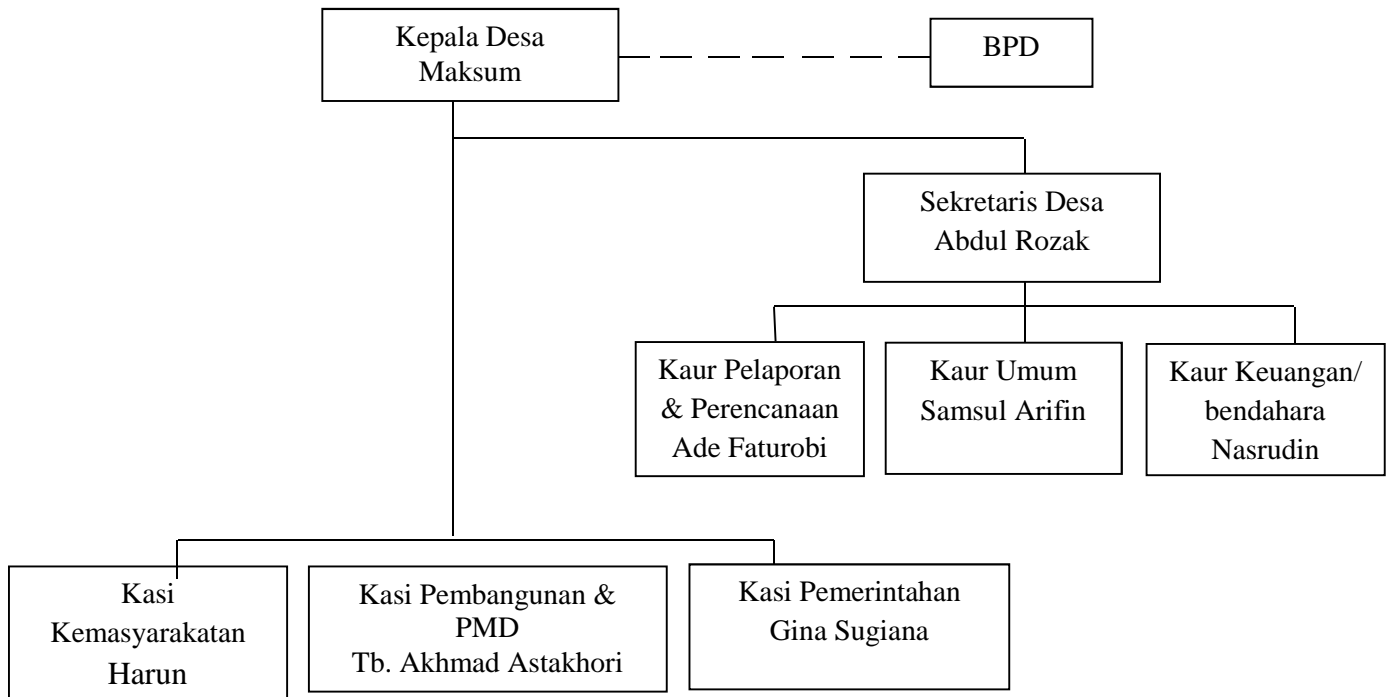 Kepala Desa
Maksum
BPD
Sekretaris Desa
Abdul Rozak
Kaur Pelaporan
& Perencanaan
Ade Faturobi
Kaur Umum
Samsul Arifin
Kaur Keuangan/
bendahara
Nasrudin
Kasi
Kemasyarakatan
Harun
Kasi Pembangunan &
PMD
Tb. Akhmad Astakhori
Kasi Pemerintahan
Gina Sugiana